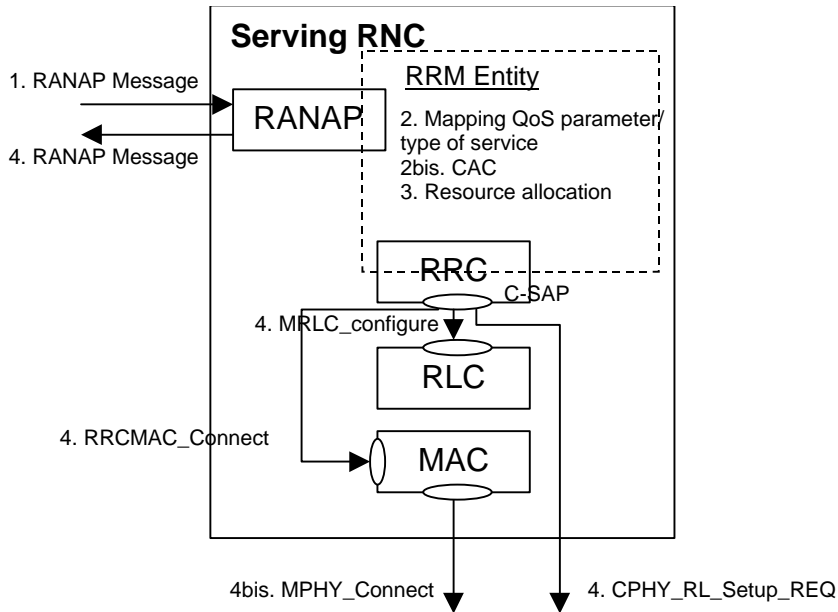 Serving RNC
RRM Entity
1. RANAP Message
RANAP
2. Mapping QoS parameter/
type of service
2bis. CAC
3. Resource allocation
4. RANAP Message
RRC
C-SAP
4. MRLC_configure
RLC
4. RRCMAC_Connect
MAC
4bis. MPHY_Connect
4. CPHY_RL_Setup_REQ